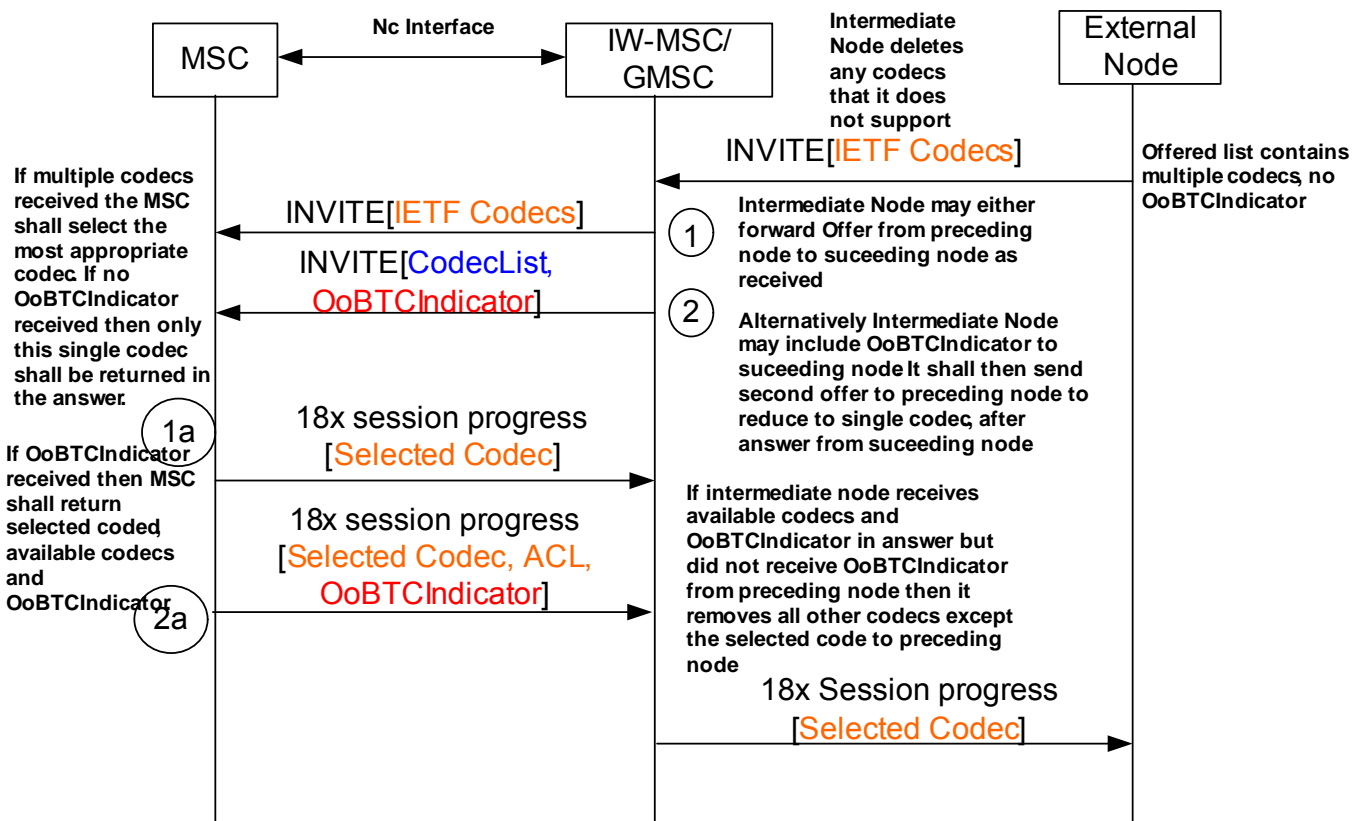 MSC
Nc Interface
IW-MSC/
GMSC
Intermediate
Node deletes
any codecs
that it does
not support
External
Node
INVITE[IETF Codecs]
Offered list contains
multiple codecs, no
OoBTCIndicator
If multiple codecs
received the MSC
shall select the
most appropriate
codec. If no
OoBTCIndicator
received then only
this single codec
shall be returned in
the answer.
INVITE[IETF Codecs]
1
Intermediate Node may either
forward Offer from preceding
node to suceeding node as
received
INVITE[CodecList,
OoBTCIndicator]
2
Alternatively Intermediate Node
may include OoBTCIndicator to
suceeding node It shall then send
second offer to preceding node to
reduce to single codec, after
answer from suceeding node
1a
18x session progress
[Selected Codec]
If OoBTCIndicator
received then MSC
shall return
selected coded,
available codecs
and
OoBTCIndicator
18x session progress
[Selected Codec, ACL,
OoBTCIndicator]
2a
If intermediate node receives
available codecs and
OoBTCIndicator in answer but
did not receive OoBTCIndicator
from preceding node then it
removes all other codecs except
the selected code to preceding
node
18x Session progress
[Selected Codec]